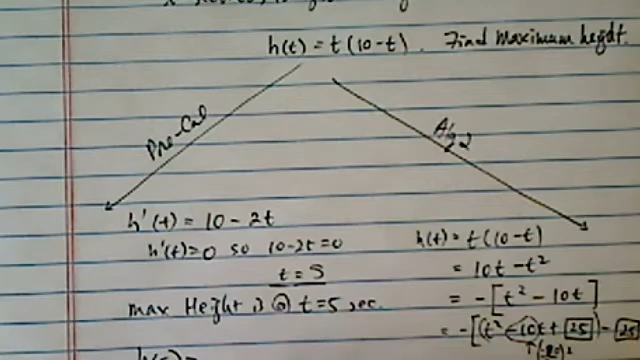 h(t) = t(10-t). Find maximum height.
Pre-Cal
Alg 2
h'(t) = 10 - 2t
h'(t)=0 so 10-2t=0
t = 5
max Height is @ t=5 sec.
h(t) = t(10-t)
= 10t - t²
= -[t² - 10t]
= -[(t² - 10t + 25) - 25